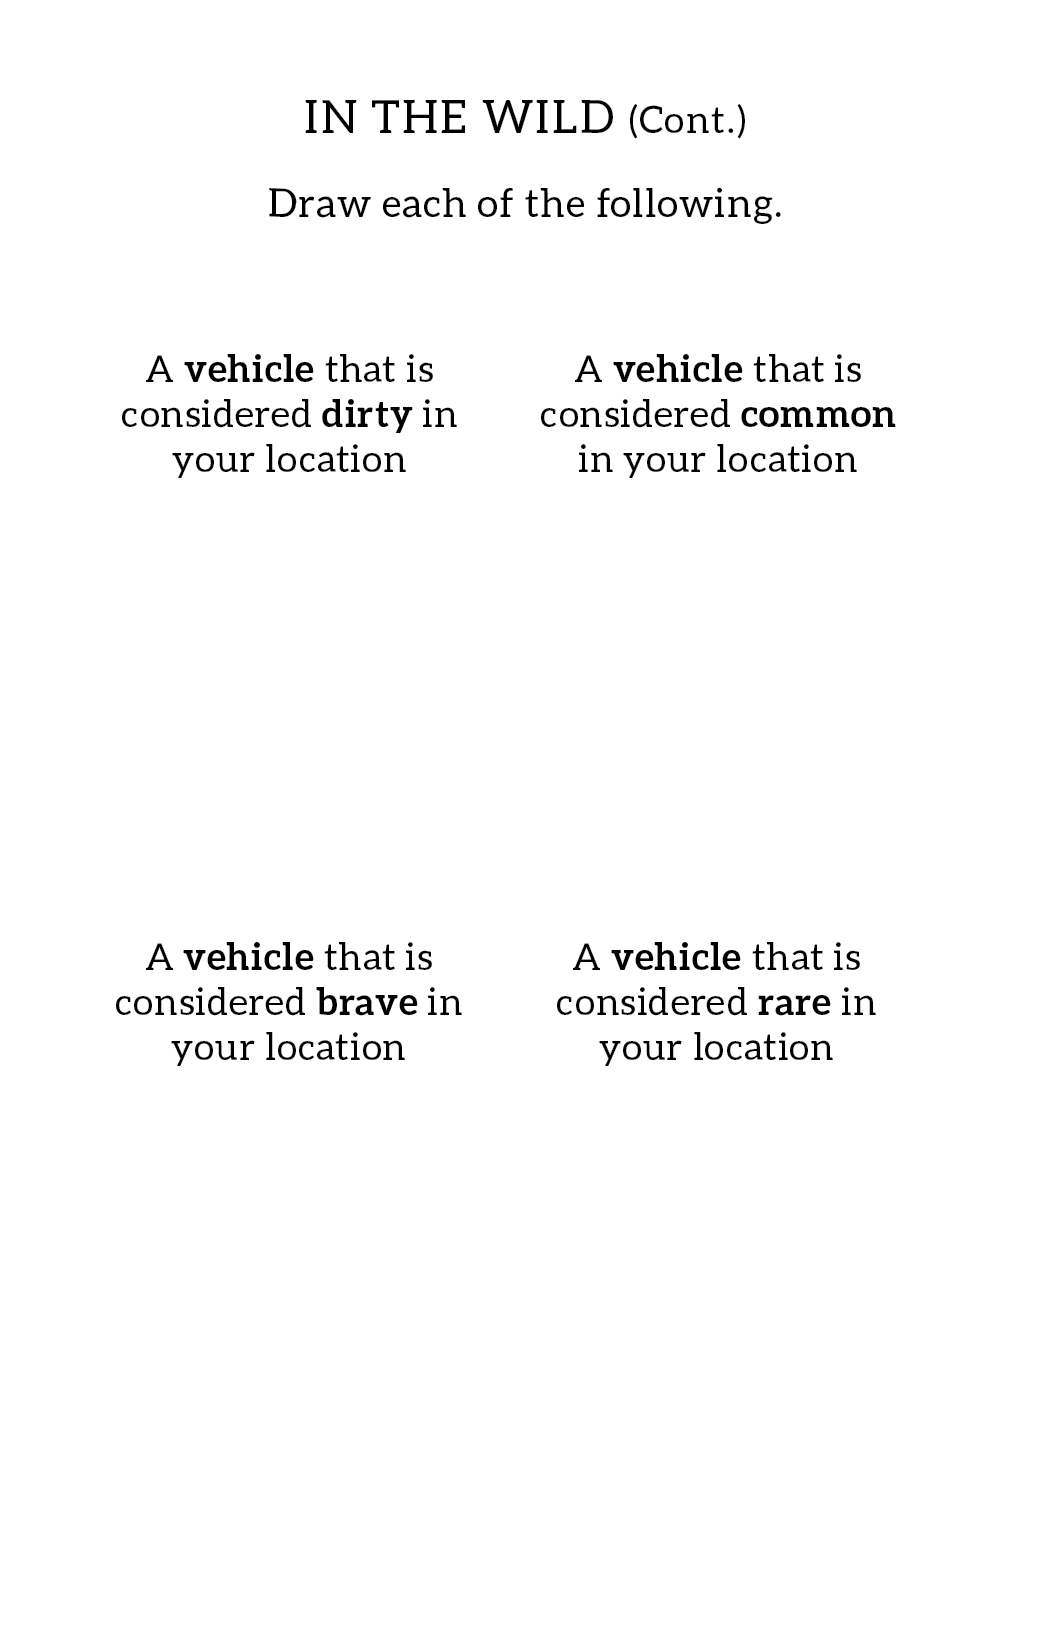 IN THE WILD (Cont.)
Draw each of the following.
A vehicle that is
considered dirty in
your location
A vehicle that is
considered common
in your location
A vehicle that is
considered brave in
your location
A vehicle that is
considered rare in
your location